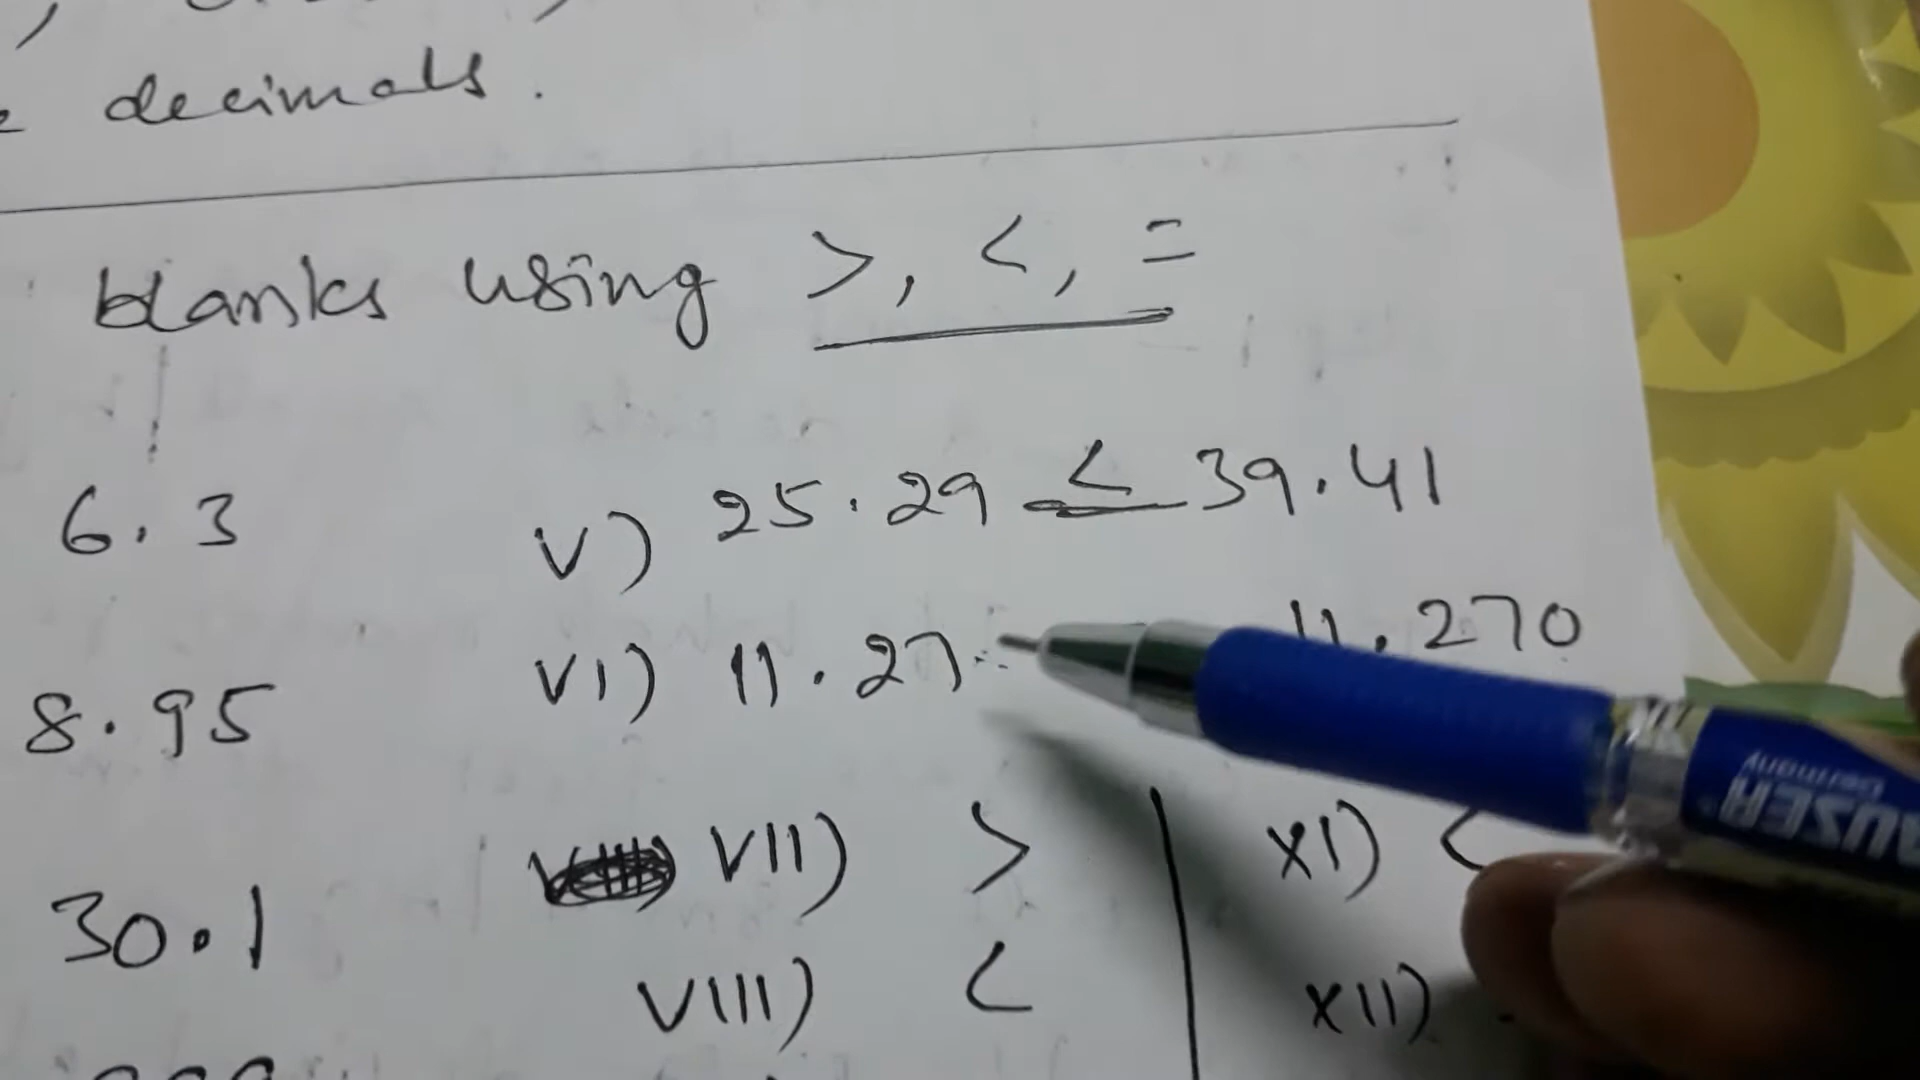 decimals.
blanks using >, <, =
6.3 v) 25.29 < 39.41
8.95 vi) 11.27 11.270
vii) > xi) <
30.1
viii) < xii)
Germany